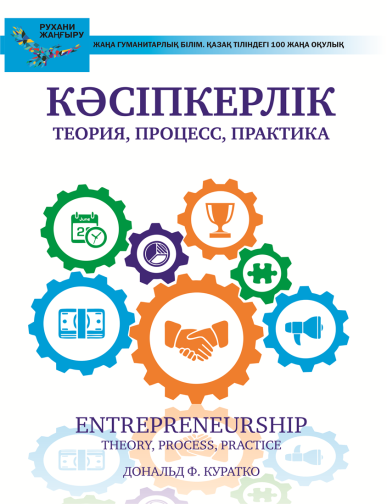 РУХАНИ
ЖАҢҒЫРУ
ЖАҢА ГУМАНИТАРЛЫҚ БІЛІМ. ҚАЗАҚ ТІЛІНДЕГІ 100 ЖАҢА ОҚУЛЫҚ
КӘСІПКЕРЛІК
ТЕОРИЯ, ПРОЦЕСС, ПРАКТИКА
ENTREPRENEURSHIP
THEORY, PROCESS, PRACTICE
ДОНАЛЬД Ф. КУРАТКО